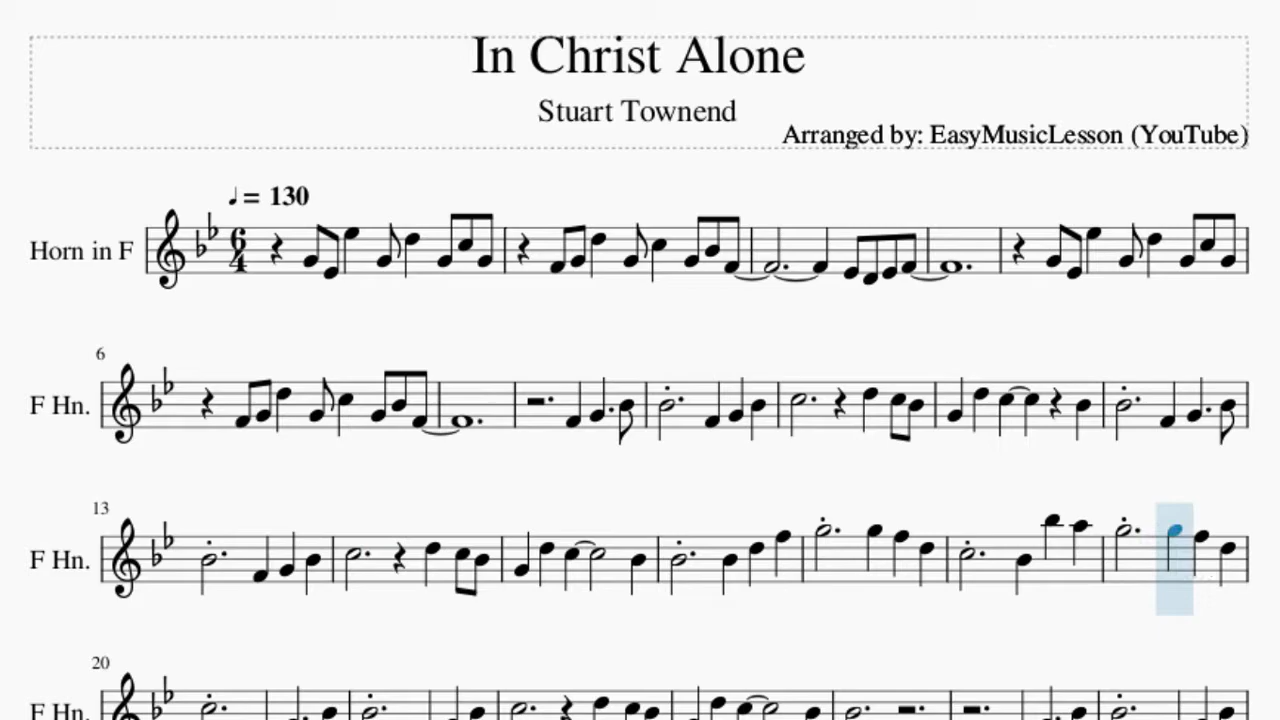 In Christ Alone
Stuart Townend
Arranged by: EasyMusicLesson (YouTube)
♩= 130
Horn in F
6
4
6
F Hn.
13
F Hn.
20
F Hn.